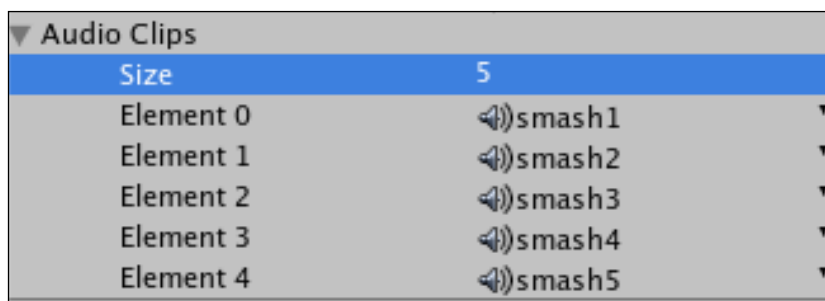 Audio Clips
Size 5
Element 0 smash1
Element 1 smash2
Element 2 smash3
Element 3 smash4
Element 4 smash5